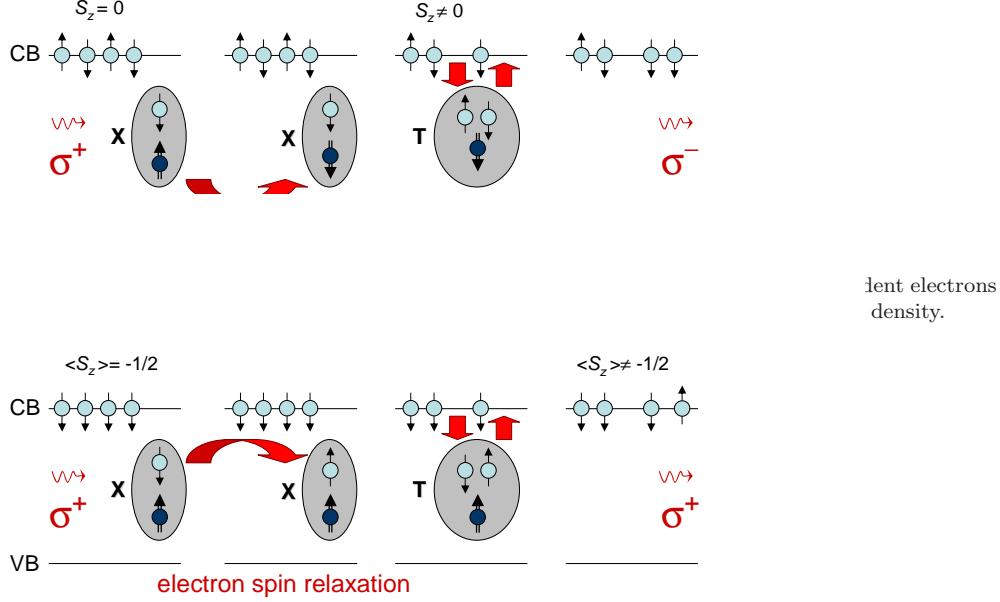 S_z = 0 S_z ≠ 0
CB
X X T
σ⁺ σ⁻
dent electrons
density.
<S_z>= -1/2 <S_z>≠ -1/2
CB
X X T
σ⁺ σ⁺
VB
electron spin relaxation